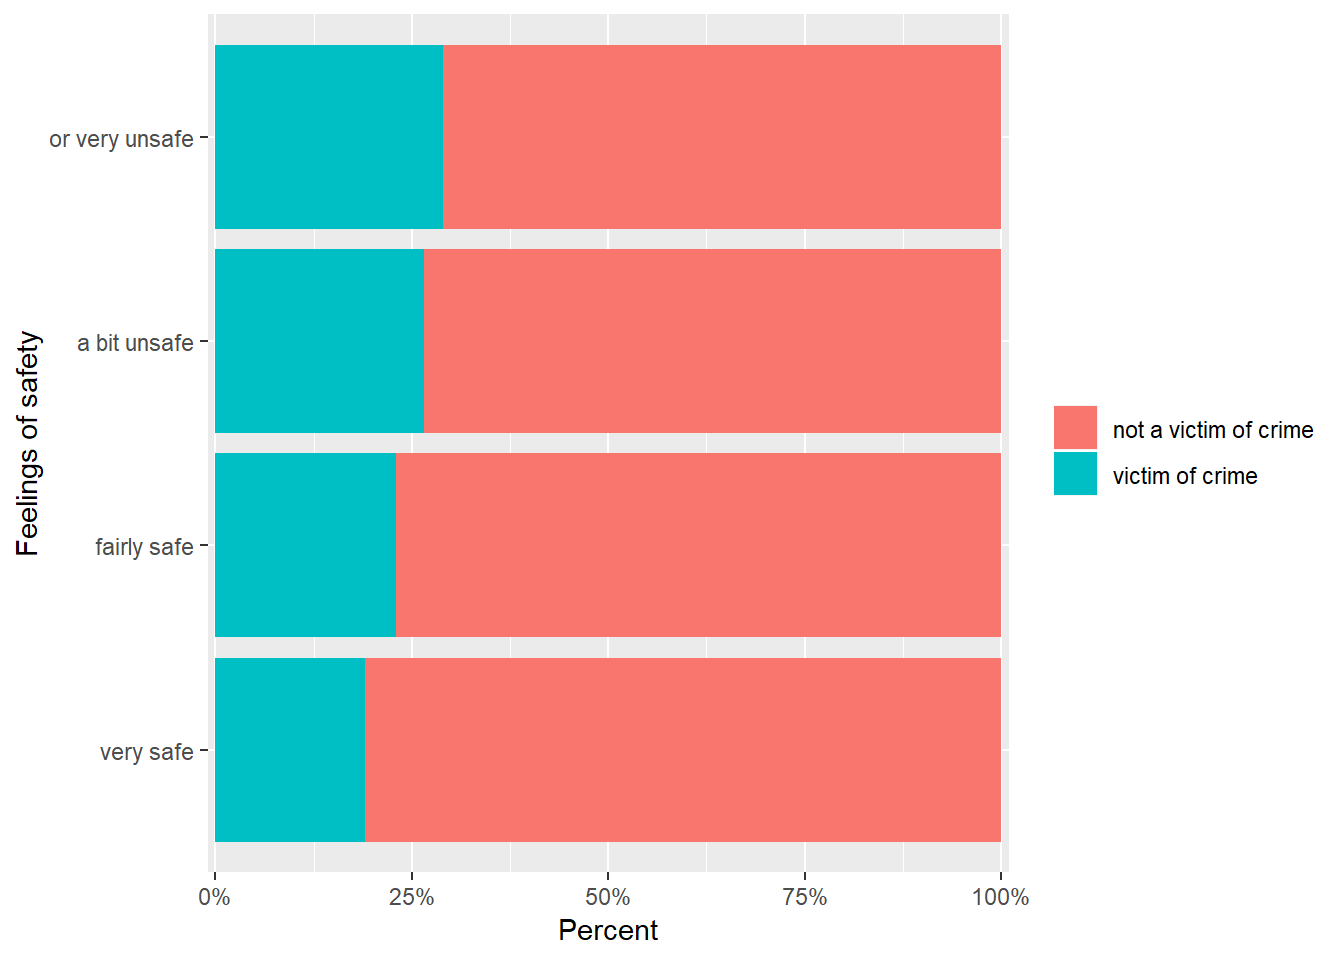 Feelings of safety
or very unsafe
a bit unsafe
fairly safe
very safe
0% 25% 50% 75% 100%
Percent
not a victim of crime
victim of crime